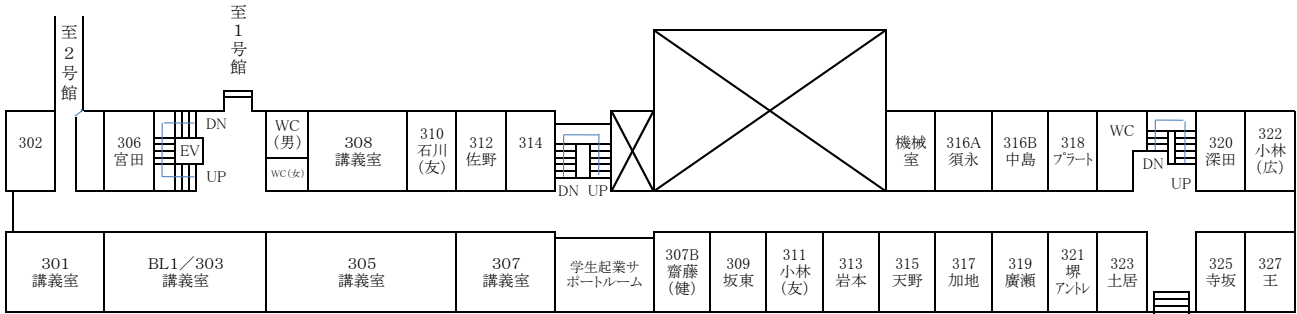 至２号館
至１号館
302
306
宮田
DN
EV
UP
WC
(男)
WC(女)
308
講義室
310
石川
(友)
312
佐野
314
DN
UP
機械
室
316A
須永
316B
中島
318
プラート
WC
DN
UP
320
深田
322
小林
(広)
301
講義室
BL1／303
講義室
305
講義室
307
講義室
学生起業サ
ポートルーム
307B
齋藤
(健)
309
坂東
311
小林
(友)
313
岩本
315
天野
317
加地
319
廣瀬
321
堺
アントレ
323
土居
325
寺坂
327
王